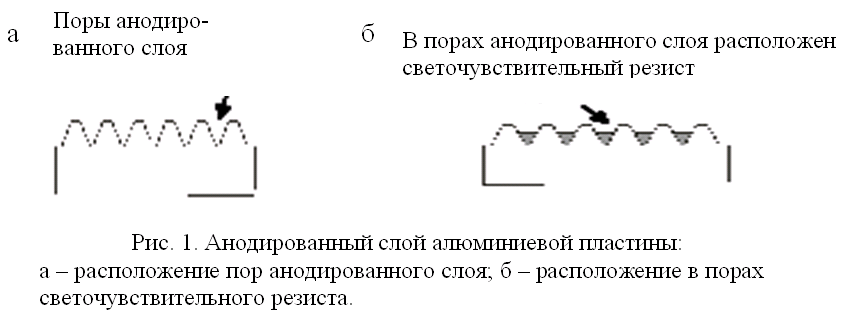 а
Поры анодиро-
ванного слоя
б
В порах анодированного слоя расположен
светочувствительный резист
Рис. 1. Анодированный слой алюминиевой пластины:
а – расположение пор анодированного слоя; б – расположение в порах
светочувствительного резиста.